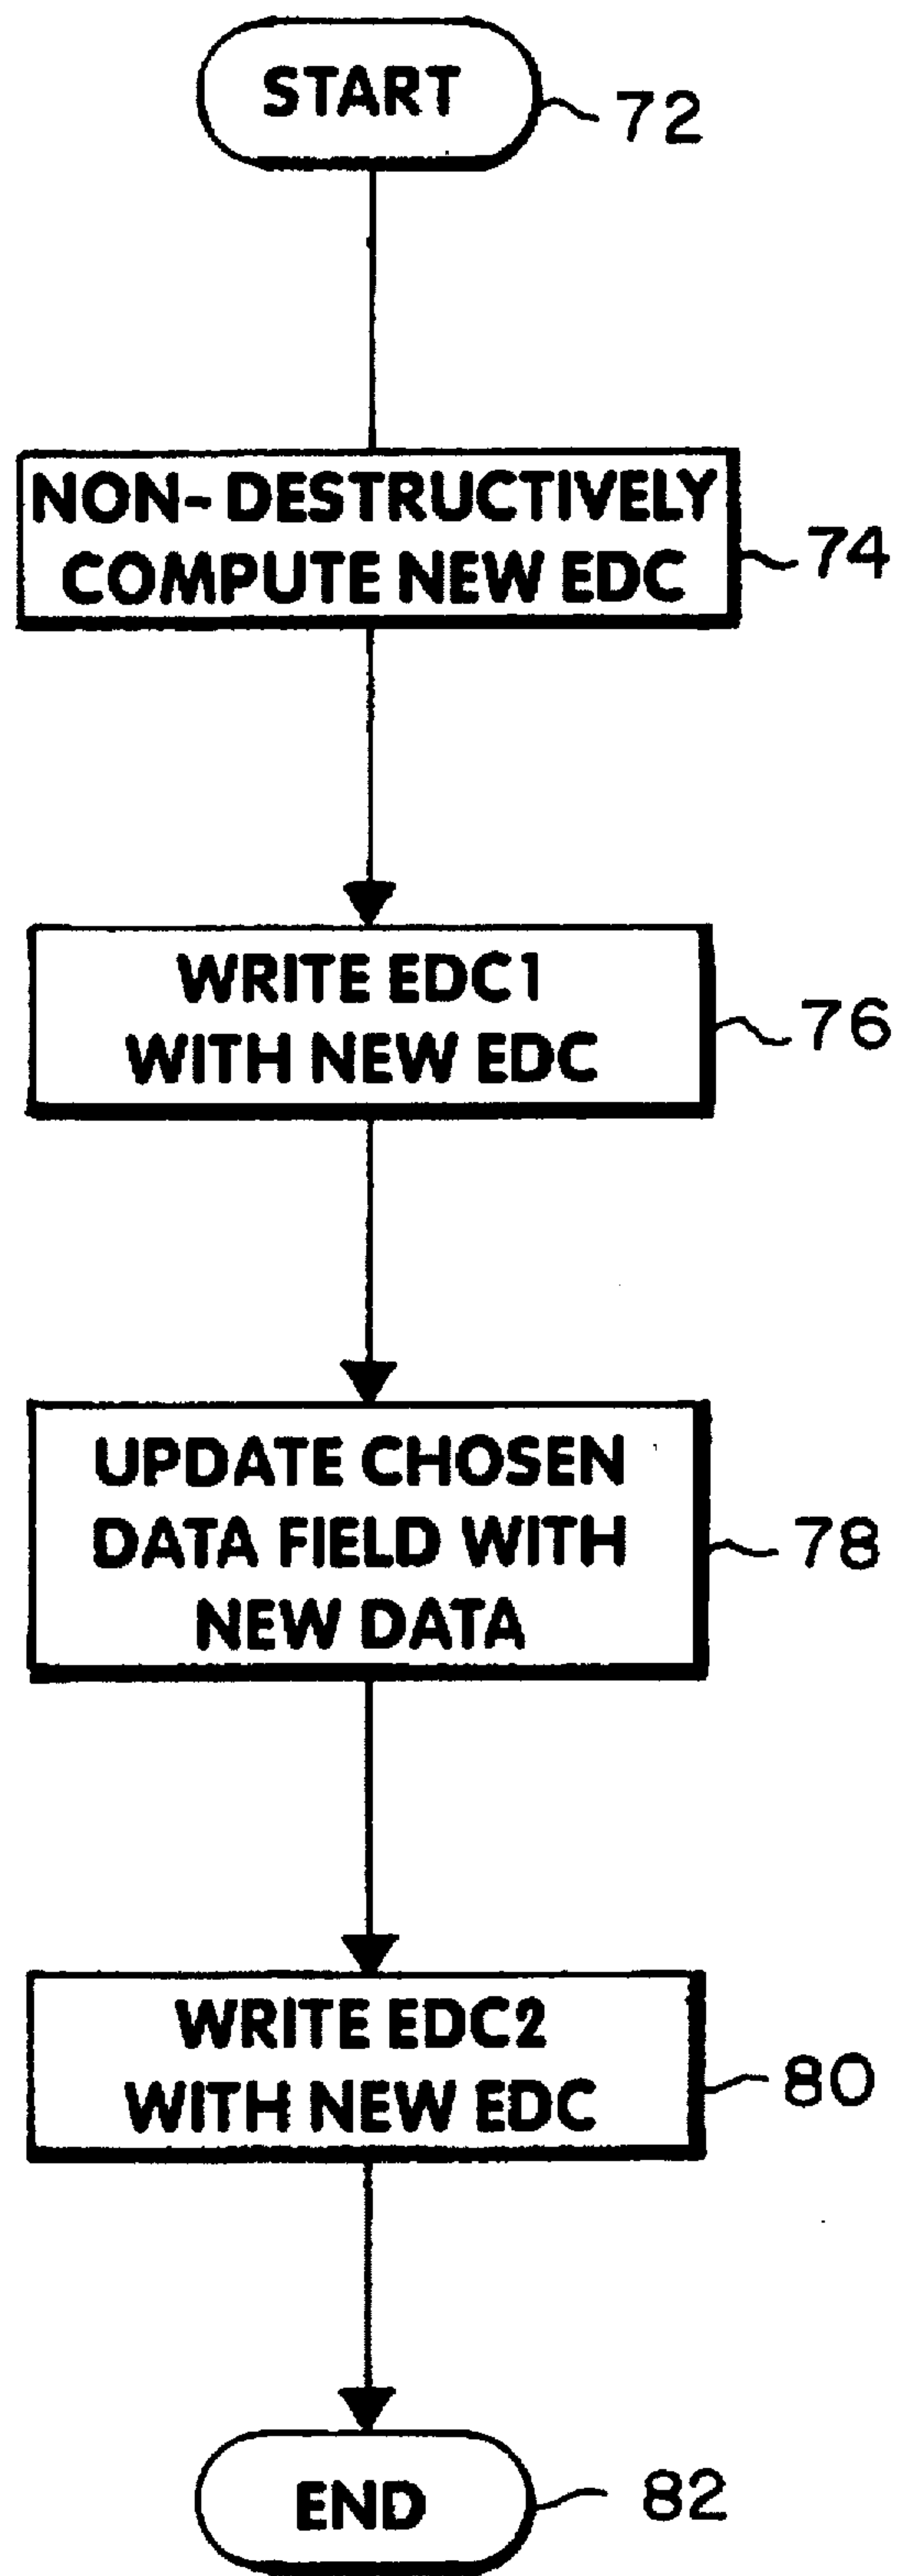 START
72
NON-DESTRUCTIVELY
COMPUTE NEW EDC
74
WRITE EDC1
WITH NEW EDC
76
UPDATE CHOSEN
DATA FIELD WITH
NEW DATA
78
WRITE EDC2
WITH NEW EDC
80
END
82